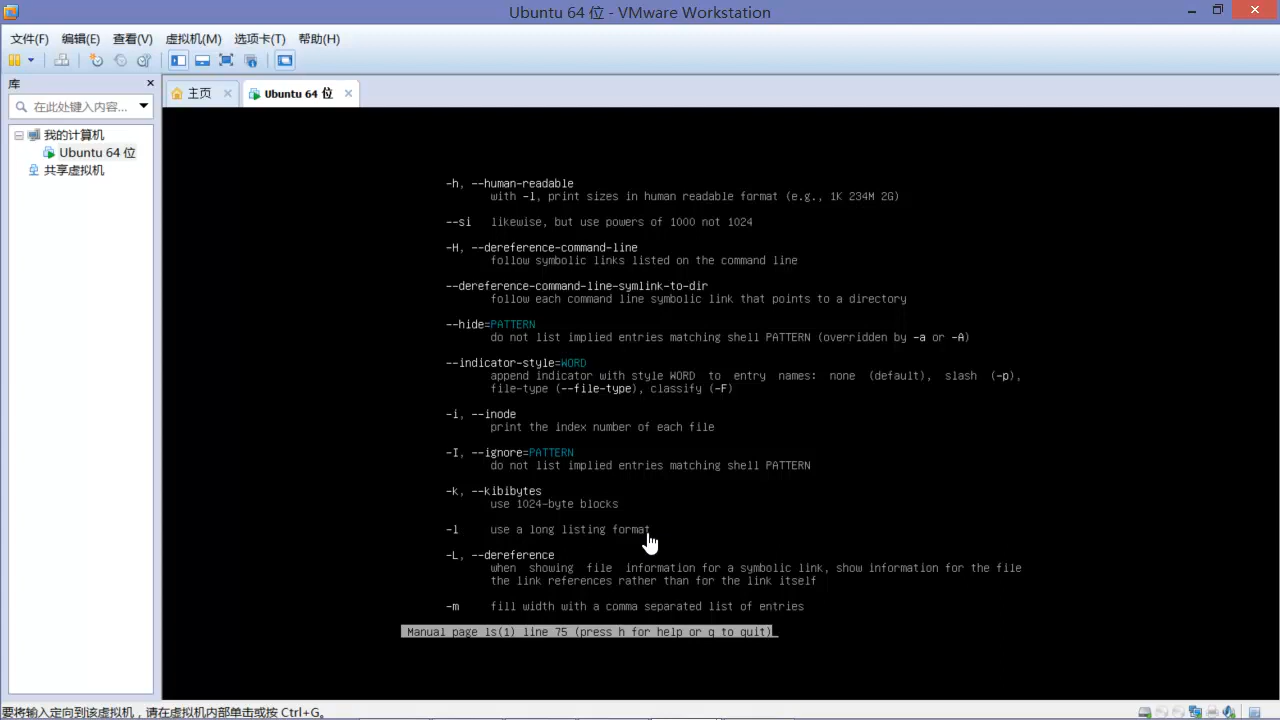 Ubuntu 64 位 - VMware Workstation
文件(F) 编辑(E) 查看(V) 虚拟机(M) 选项卡(T) 帮助(H)
库
主页
Ubuntu 64 位
在此处键入内容...
我的计算机
Ubuntu 64 位
共享虚拟机
-h, --human-readable
with -l, print sizes in human readable format (e.g., 1K 234M 2G)
--si likewise, but use powers of 1000 not 1024
-H, --dereference-command-line
follow symbolic links listed on the command line
--dereference-command-line-symlink-to-dir
follow each command line symbolic link that points to a directory
--hide=PATTERN
do not list implied entries matching shell PATTERN (overridden by -a or -A)
--indicator-style=WORD
append indicator with style WORD to entry names: none (default), slash (-p),
file-type (--file-type), classify (-F)
-i, --inode
print the index number of each file
-I, --ignore=PATTERN
do not list implied entries matching shell PATTERN
-k, --kibibytes
use 1024-byte blocks
-l use a long listing format
-L, --dereference
when showing file information for a symbolic link, show information for the file
the link references rather than for the link itself
-m fill width with a comma separated list of entries
Manual page ls(1) line 75 (press h for help or q to quit)
要将输入定向到该虚拟机，请在虚拟机内部单击或按 Ctrl+G。